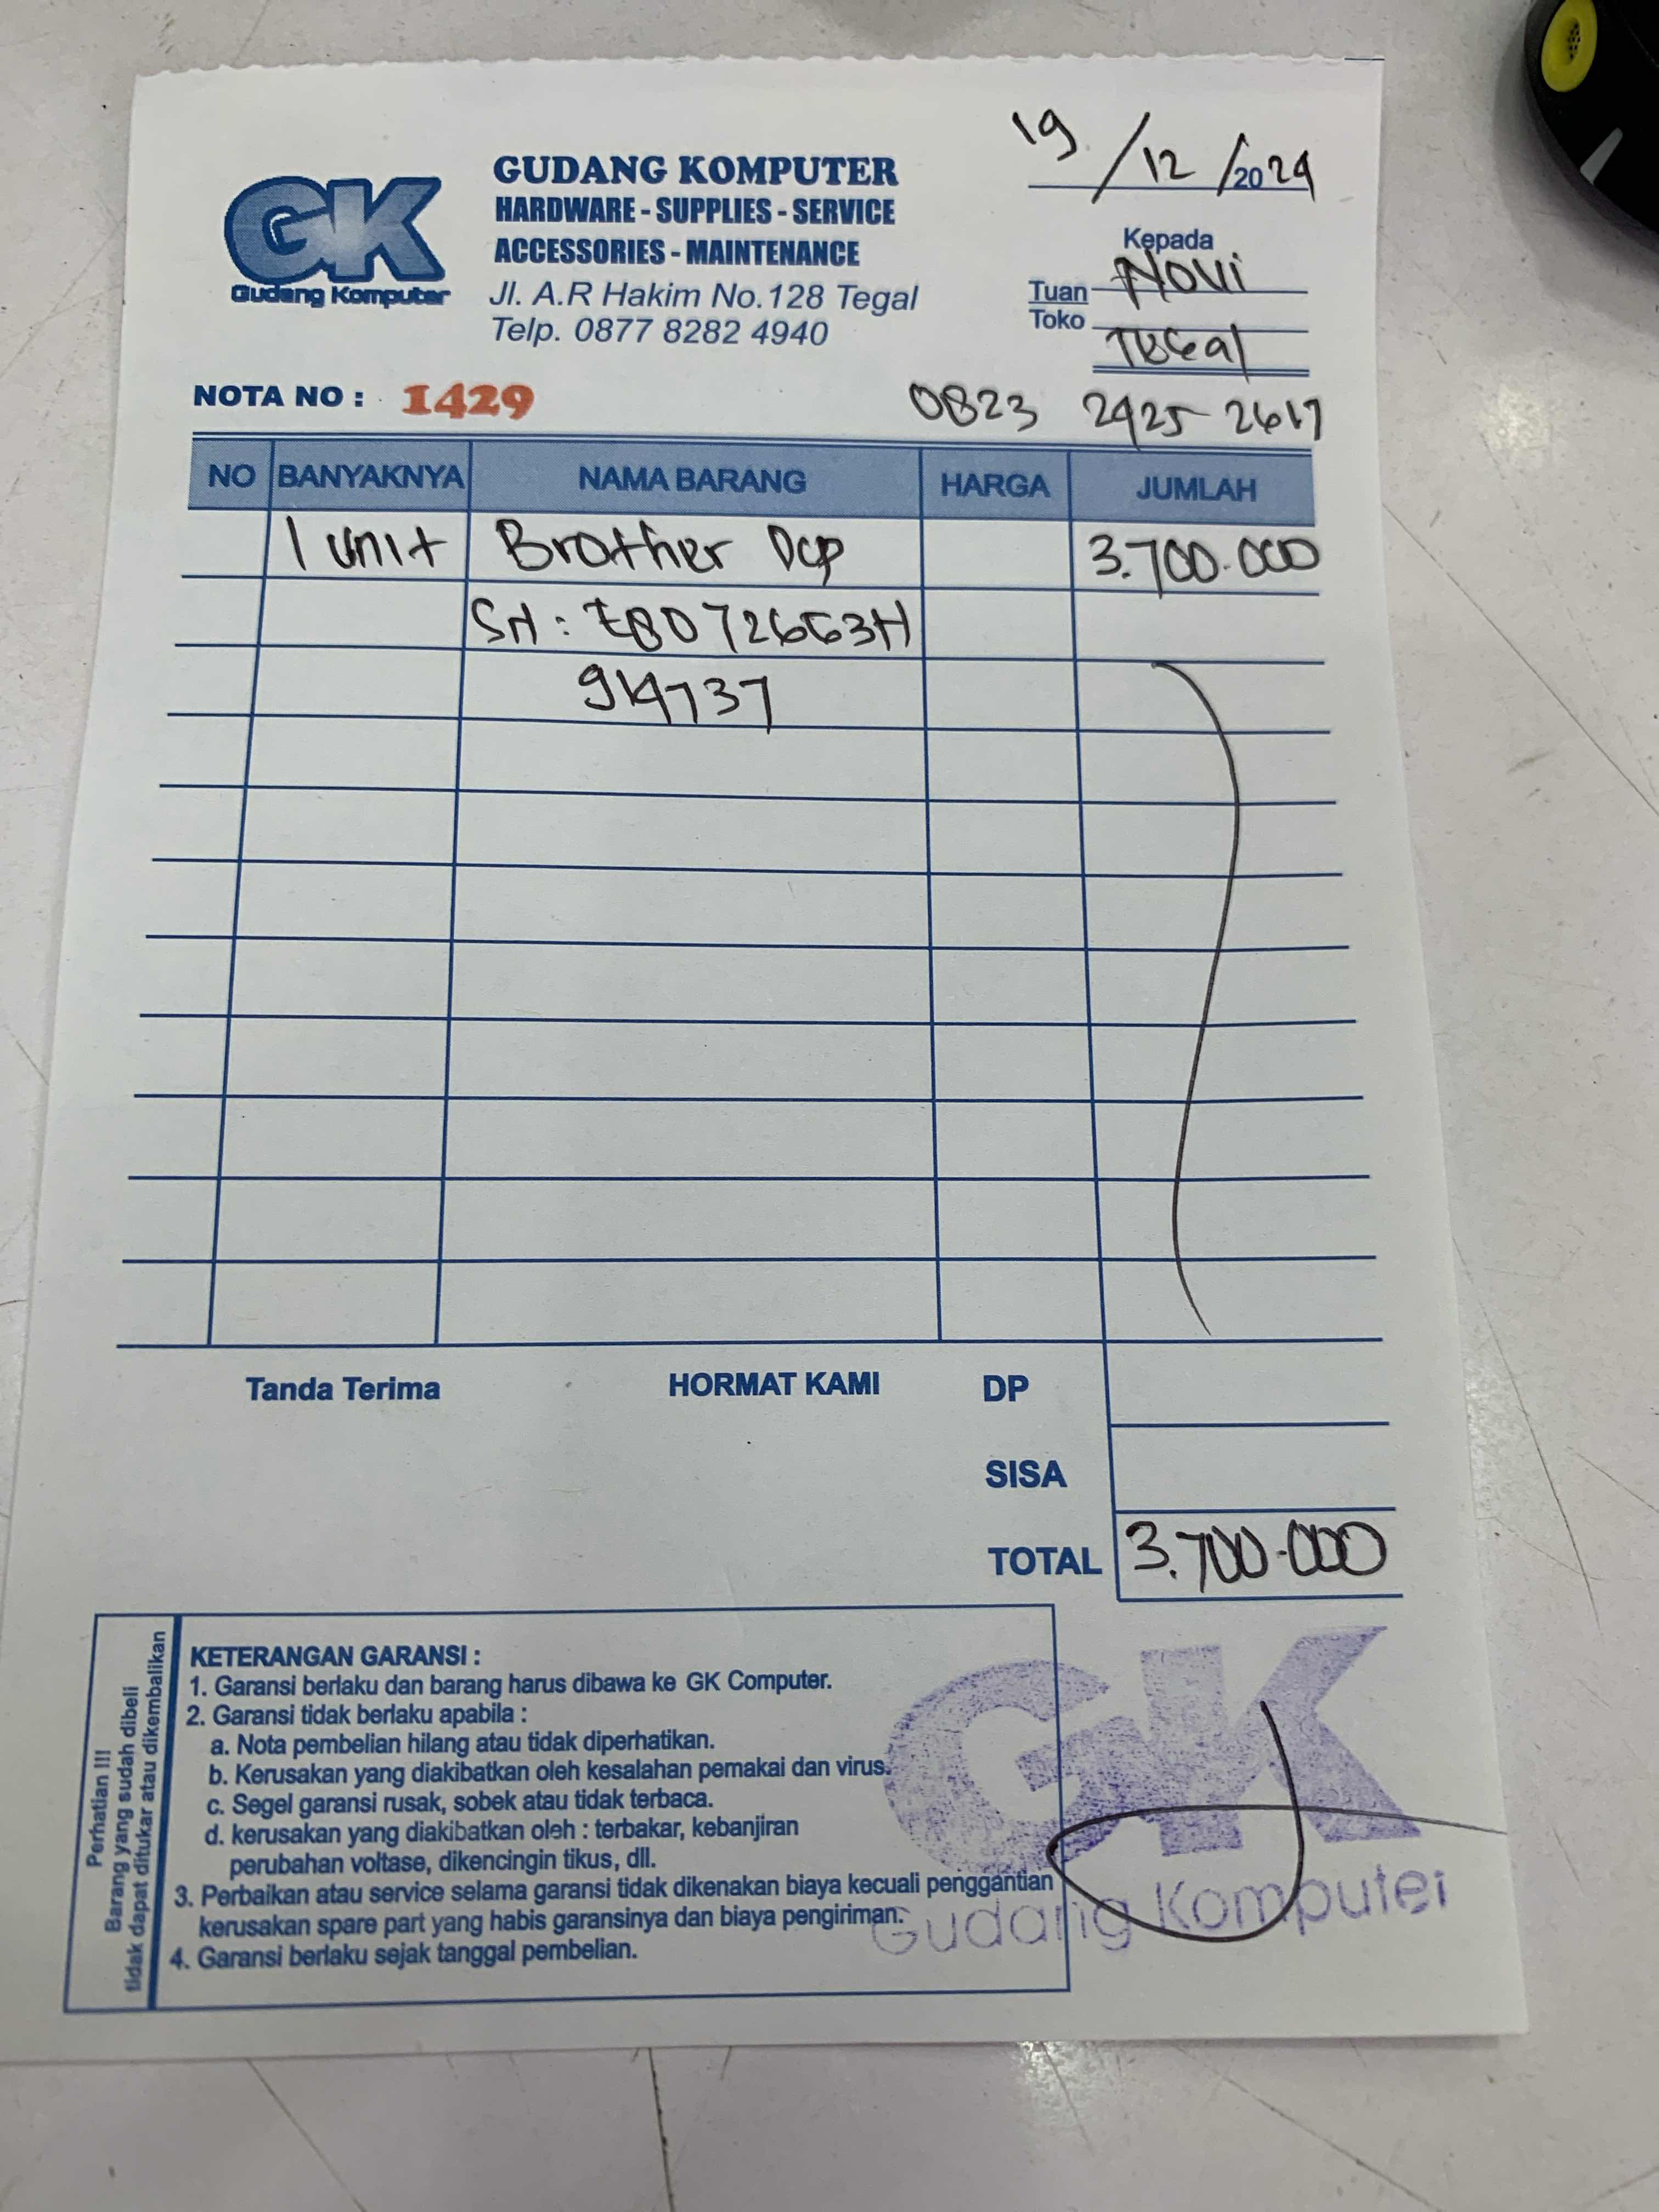 GK
Gudang Komputer
GUDANG KOMPUTER
HARDWARE - SUPPLIES - SERVICE
ACCESSORIES - MAINTENANCE
Jl. A.R Hakim No.128 Tegal
Telp. 0877 8282 4940
19/12/2024
Kepada
Tuan Novi
Toko
Tegal
NOTA NO : 1429
0823 2425 2617
NO BANYAKNYA NAMA BARANG HARGA JUMLAH
1 unit Brother Dcp 3.700.000
SN :
TOTAL 3.700.000
Tanda Terima HORMAT KAMI DP
SISA
Perhatian !!!
Barang yang sudah dibeli
tidak dapat ditukar atau dikembalikan
KETERANGAN GARANSI :
1. Garansi berlaku dan barang harus dibawa ke GK Computer.
2. Garansi tidak berlaku apabila :
a. Nota pembelian hilang atau tidak diperhatikan.
b. Kerusakan yang diakibatkan oleh kesalahan pemakai dan virus.
c. Segel garansi rusak, sobek atau tidak terbaca.
d. kerusakan yang diakibatkan oleh : terbakar, kebanjiran
perubahan voltase, dikencingin tikus, dll.
3. Perbaikan atau service selama garansi tidak dikenakan biaya kecuali penggantian
kerusakan spare part yang habis garansinya dan biaya pengiriman.
4. Garansi berlaku sejak tanggal pembelian.
GK
Gudang Komputer